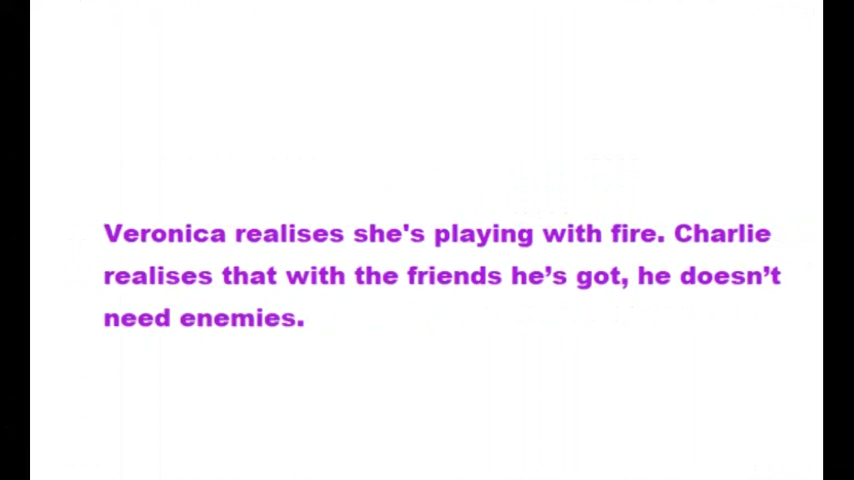 Veronica realises she's playing with fire. Charlie
realises that with the friends he’s got, he doesn’t
need enemies.